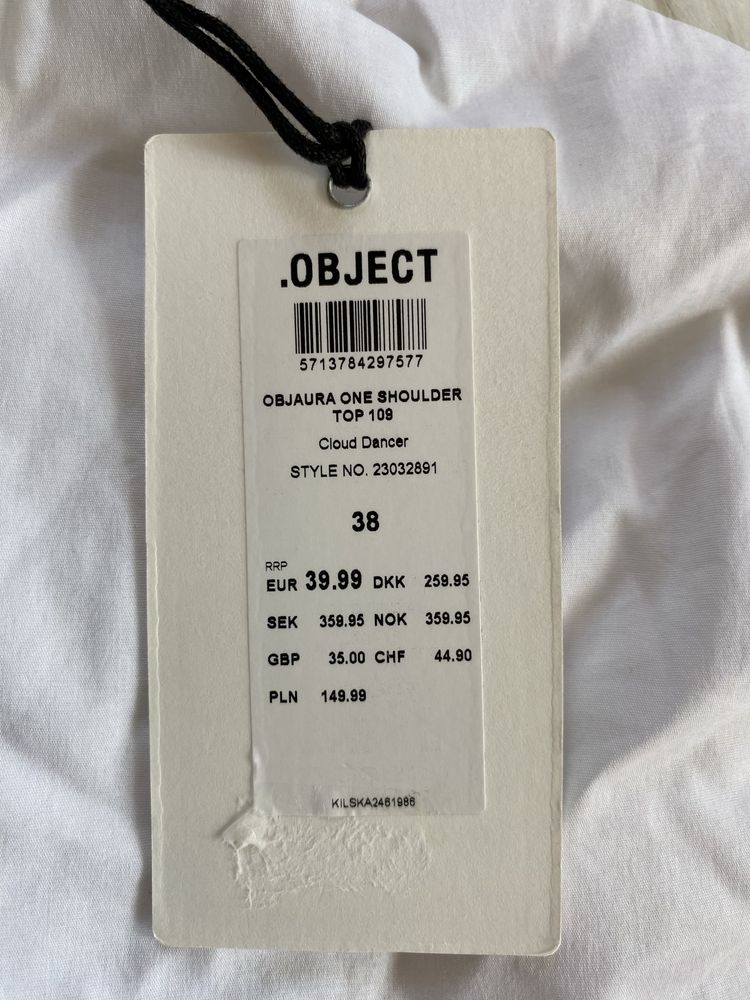 .OBJECT
5713784297577
OBJAURA ONE SHOULDER
TOP 109
Cloud Dancer
STYLE NO. 23032891
38
RRP
EUR 39.99 DKK 259.95
SEK 359.95 NOK 359.95
GBP 35.00 CHF 44.90
PLN 149.99
KILSKA2461986